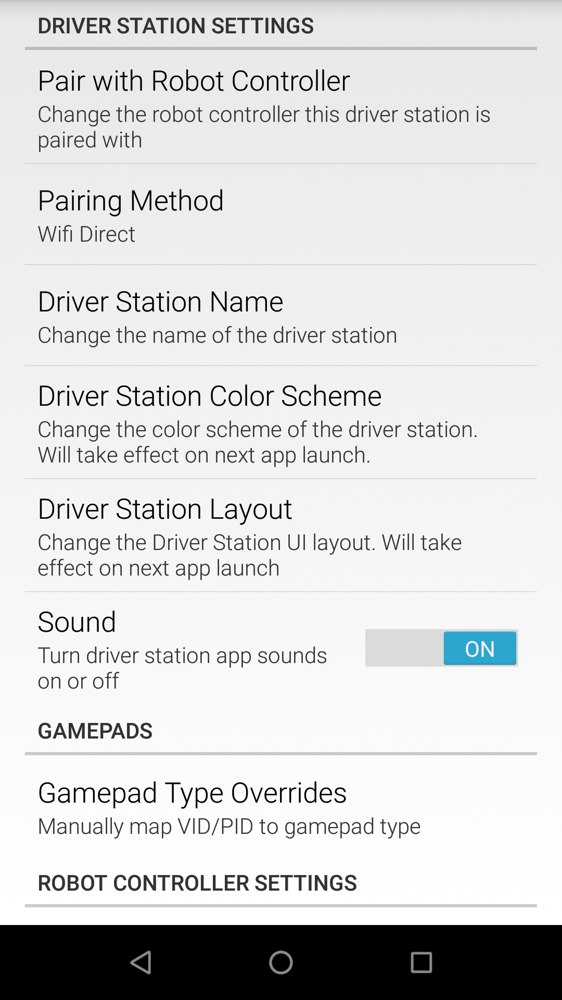 DRIVER STATION SETTINGS
Pair with Robot Controller
Change the robot controller this driver station is
paired with
Pairing Method
Wifi Direct
Driver Station Name
Change the name of the driver station
Driver Station Color Scheme
Change the color scheme of the driver station.
Will take effect on next app launch.
Driver Station Layout
Change the Driver Station UI layout. Will take
effect on next app launch
Sound
Turn driver station app sounds
on or off
ON
GAMEPADS
Gamepad Type Overrides
Manually map VID/PID to gamepad type
ROBOT CONTROLLER SETTINGS